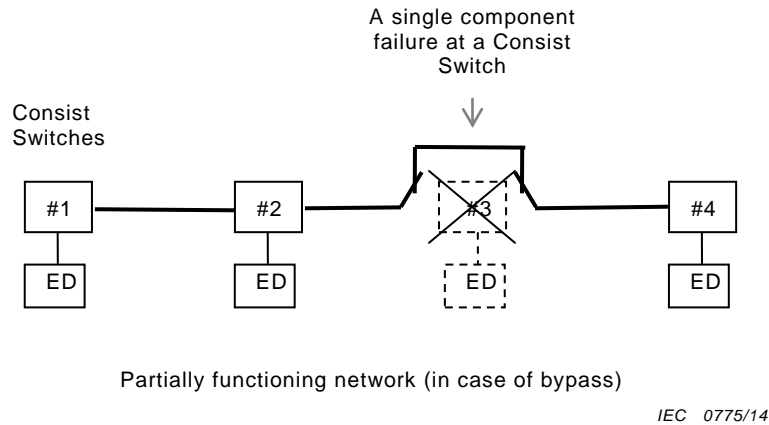 A single component
failure at a Consist
Switch
Consist
Switches
#1
#2
#3
#4
ED
ED
ED
ED
Partially functioning network (in case of bypass)
IEC 0775/14